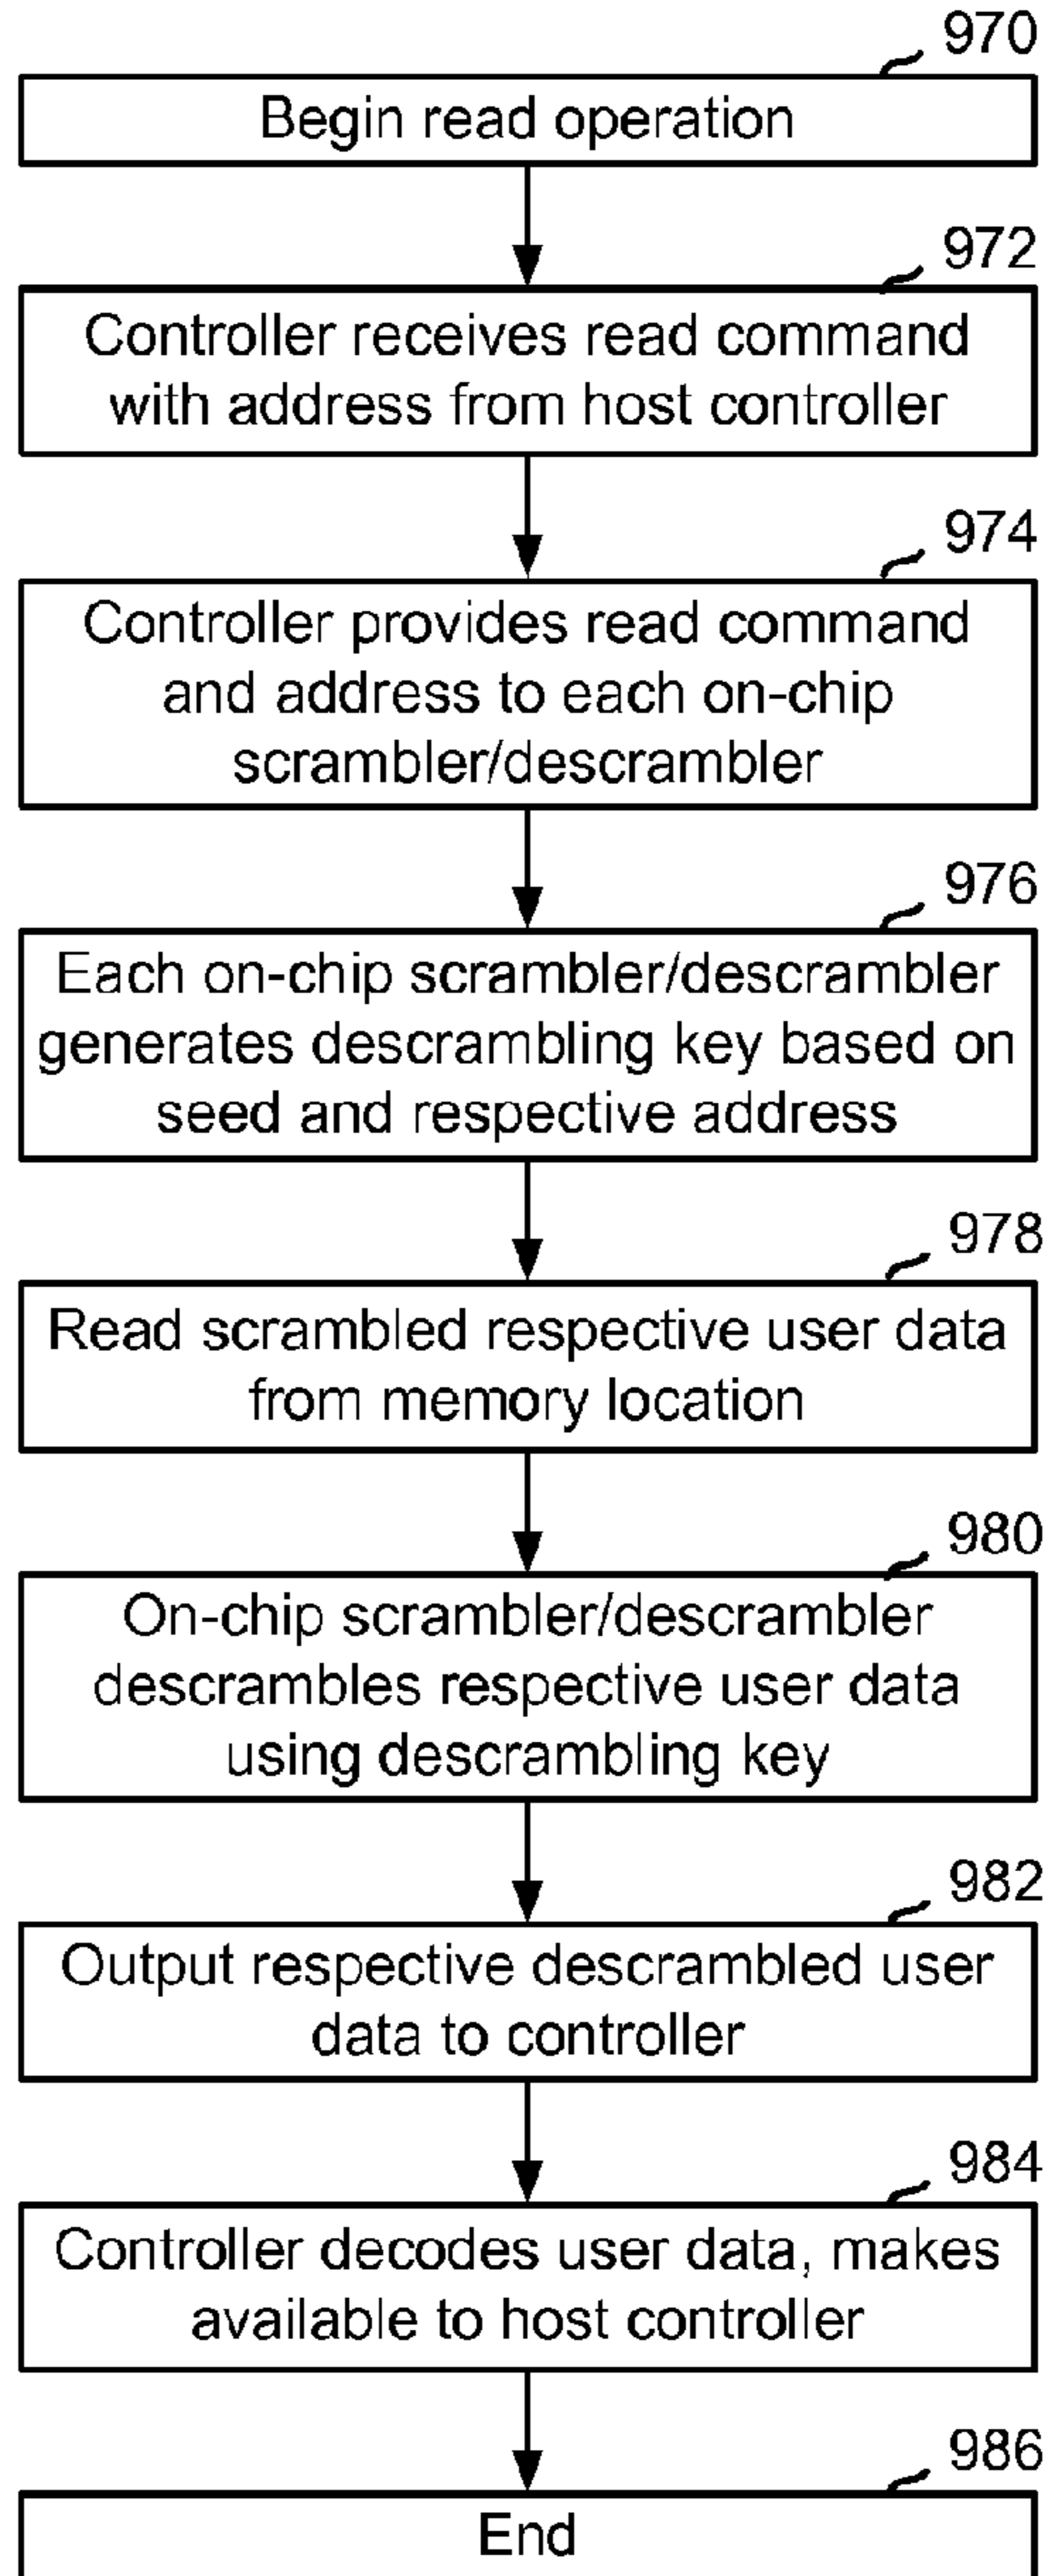 970
Begin read operation
972
Controller receives read command
with address from host controller
974
Controller provides read command
and address to each on-chip
scrambler/descrambler
976
Each on-chip scrambler/descrambler
generates descrambling key based on
seed and respective address
978
Read scrambled respective user data
from memory location
980
On-chip scrambler/descrambler
descrambles respective user data
using descrambling key
982
Output respective descrambled user
data to controller
984
Controller decodes user data, makes
available to host controller
986
End